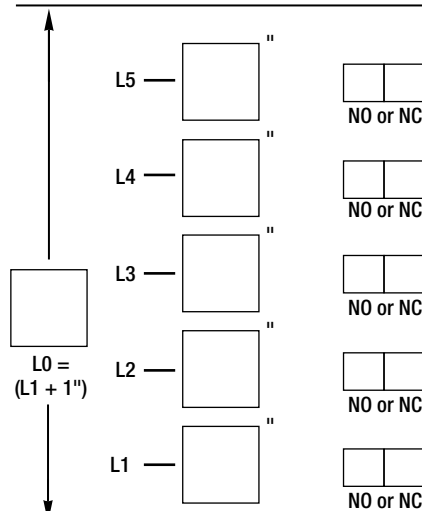 "
L5
NO or NC
"
L4
NO or NC
"
L3
NO or NC
L0 =
(L1 + 1")
"
L2
NO or NC
"
L1
NO or NC